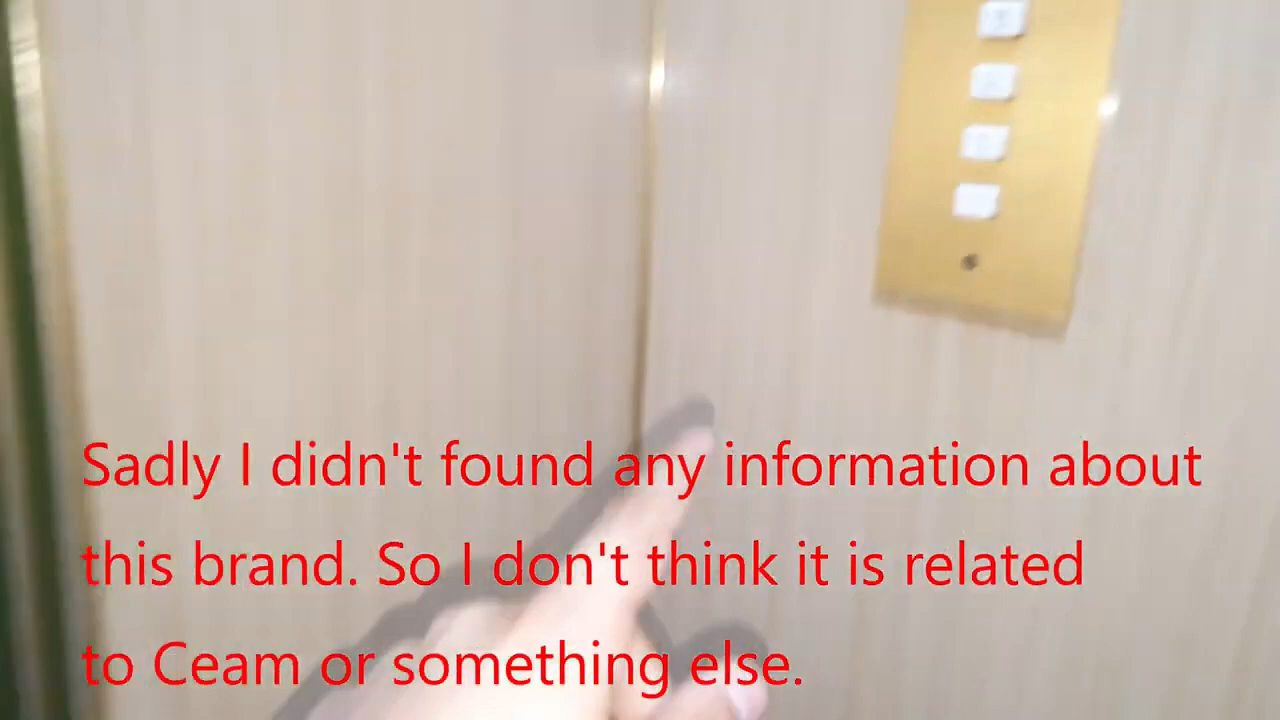 Sadly I didn't found any information about
this brand. So I don't think it is related
to Ceam or something else.